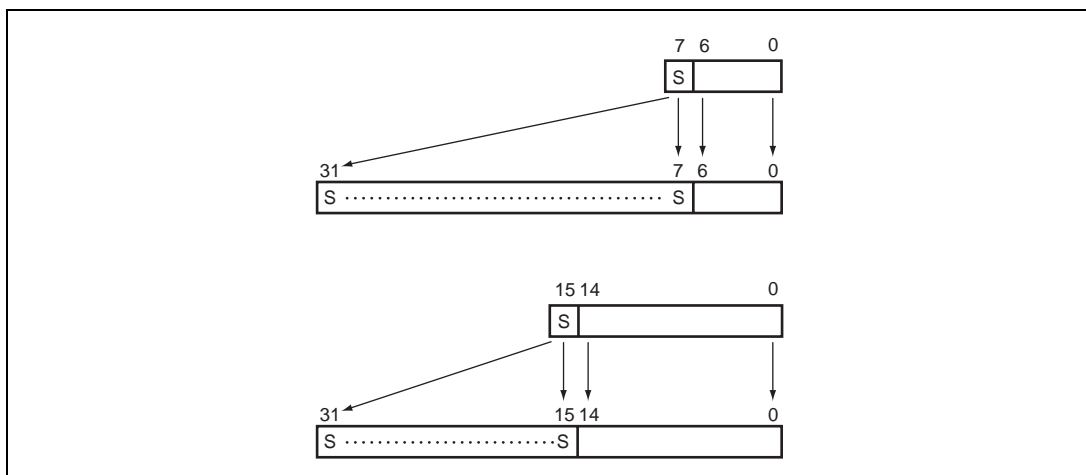 7 6 0
S
31 7 6 0
S ........................................ S
15 14 0
S
31 15 14 0
S ........................ S